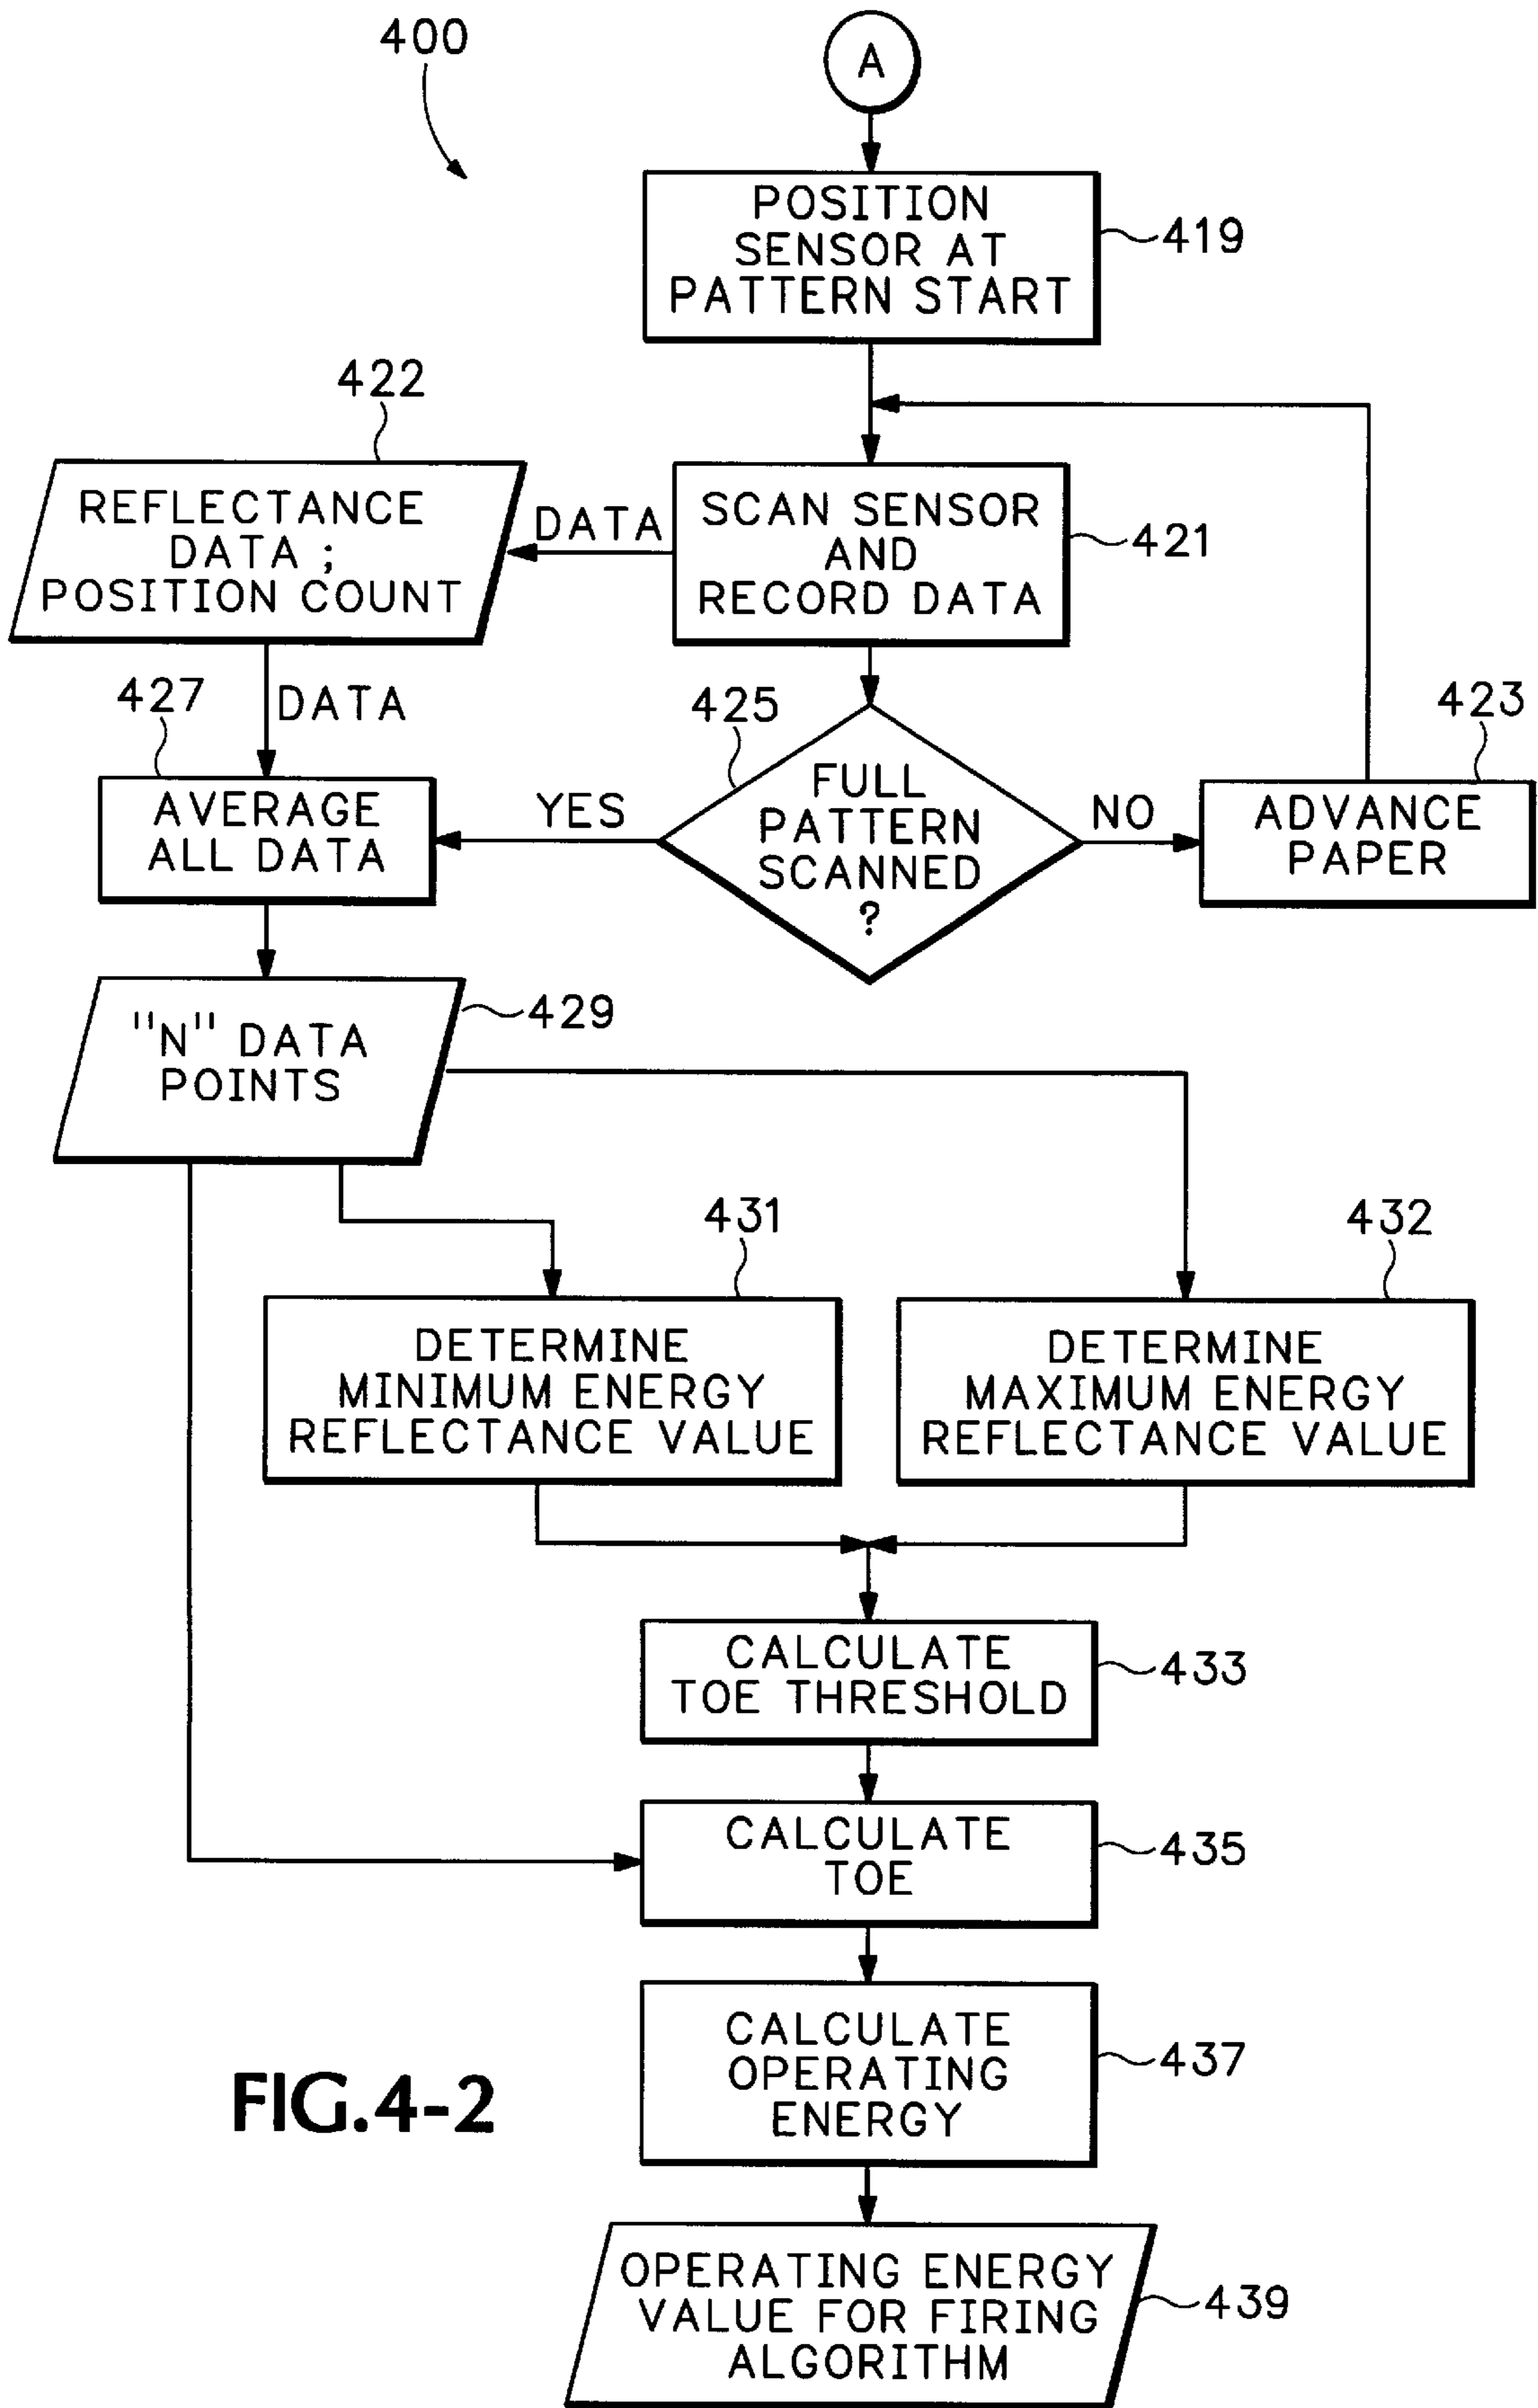 400
A
POSITION
SENSOR AT
PATTERN START
419
422
REFLECTANCE
DATA ;
POSITION COUNT
DATA
SCAN SENSOR
AND
RECORD DATA
421
427
DATA
425
423
AVERAGE
ALL DATA
YES
FULL
PATTERN
SCANNED
?
NO
ADVANCE
PAPER
"N" DATA
POINTS
429
431
432
DETERMINE
MINIMUM ENERGY
REFLECTANCE VALUE
DETERMINE
MAXIMUM ENERGY
REFLECTANCE VALUE
CALCULATE
TOE THRESHOLD
433
CALCULATE
TOE
435
CALCULATE
OPERATING
ENERGY
437
FIG.4-2
OPERATING ENERGY
VALUE FOR FIRING
ALGORITHM
439